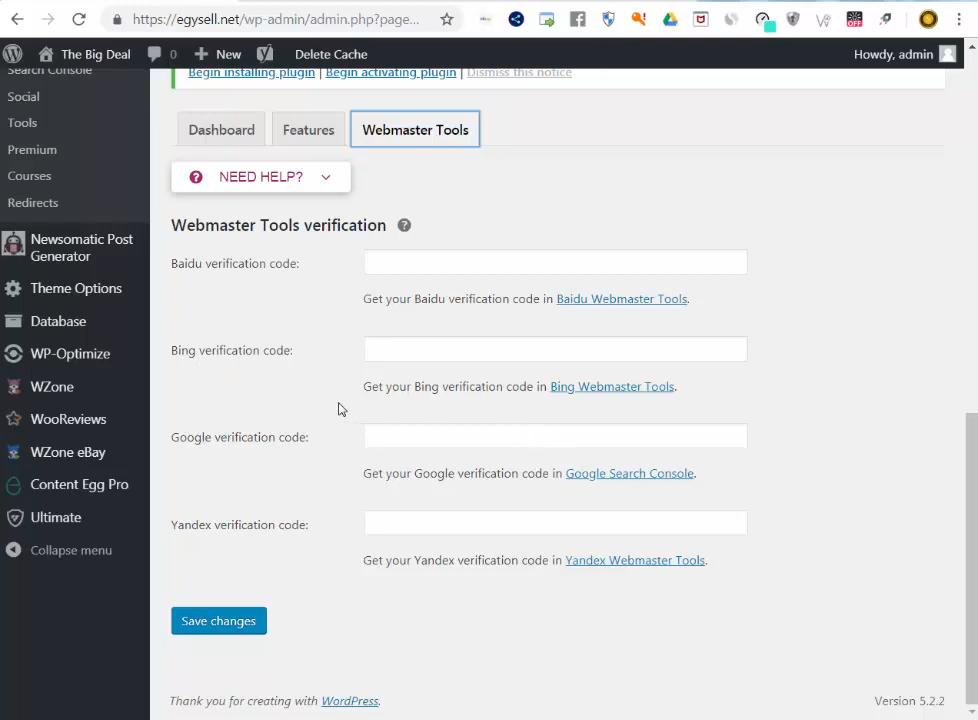 https://egysell.net/wp-admin/admin.php?page...
OFF
The Big Deal
0
New
Delete Cache
Howdy, admin
Search Console
Social
Tools
Premium
Courses
Redirects
Newsomatic Post
Generator
Theme Options
Database
WP-Optimize
WZone
WooReviews
WZone eBay
Content Egg Pro
Ultimate
Collapse menu
Begin installing plugin | Begin activating plugin | Dismiss this notice
Dashboard
Features
Webmaster Tools
NEED HELP?
Webmaster Tools verification
Baidu verification code:
Get your Baidu verification code in Baidu Webmaster Tools.
Bing verification code:
Get your Bing verification code in Bing Webmaster Tools.
Google verification code:
Get your Google verification code in Google Search Console.
Yandex verification code:
Get your Yandex verification code in Yandex Webmaster Tools.
Save changes
Thank you for creating with WordPress.
Version 5.2.2